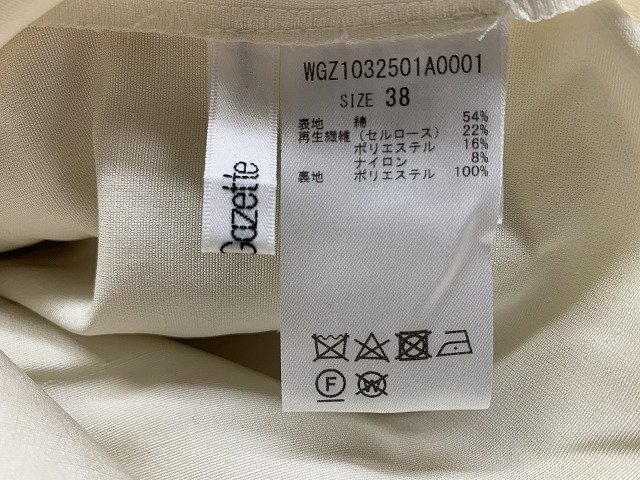 Gazette
WGZ1032501A0001
SIZE 38
表地 綿 54%
再生繊維 (セルロース) 22%
ポリエステル 16%
ナイロン 8%
裏地 ポリエステル 100%
F
W